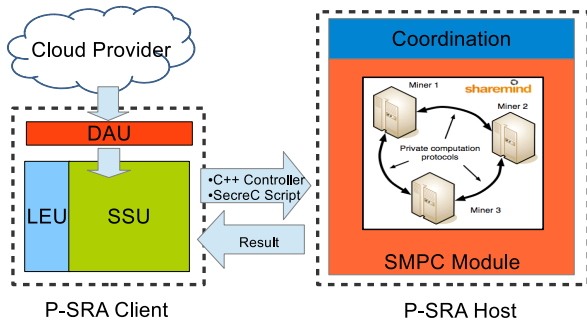 Cloud Provider
DAU
LEU
SSU
P-SRA Client
•C++ Controller
•SecreC Script
Result
Coordination
sharemind
Miner 1
Miner 2
Private computation
protocols
Miner 3
SMPC Module
P-SRA Host